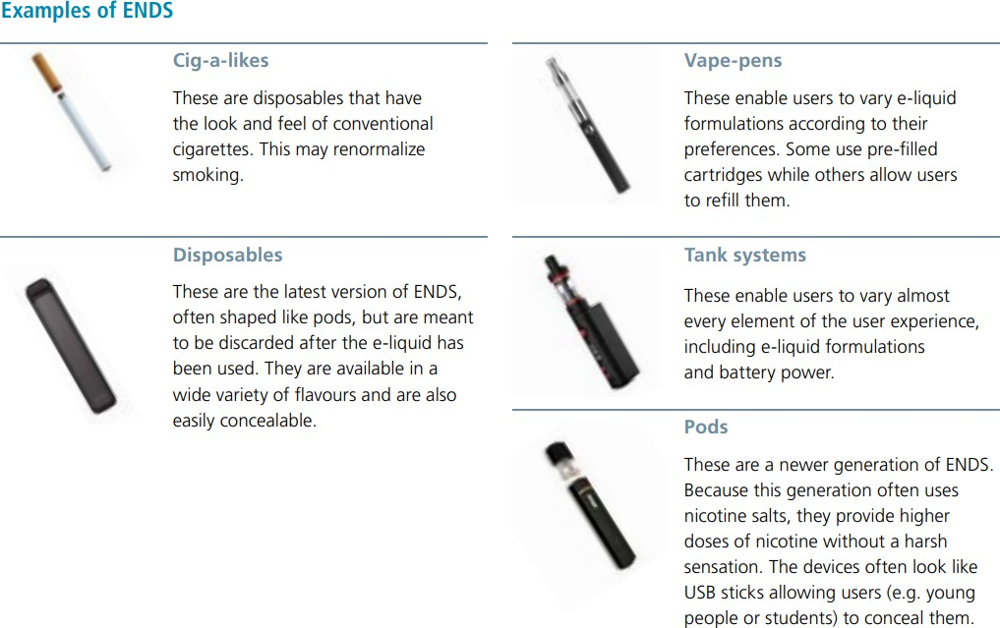 Examples of ENDS
Cig-a-likes
These are disposables that have
the look and feel of conventional
cigarettes. This may renormalize
smoking.
Disposables
These are the latest version of ENDS,
often shaped like pods, but are meant
to be discarded after the e-liquid has
been used. They are available in a
wide variety of flavours and are also
easily concealable.
Vape-pens
These enable users to vary e-liquid
formulations according to their
preferences. Some use pre-filled
cartridges while others allow users
to refill them.
Tank systems
These enable users to vary almost
every element of the user experience,
including e-liquid formulations
and battery power.
Pods
These are a newer generation of ENDS.
Because this generation often uses
nicotine salts, they provide higher
doses of nicotine without a harsh
sensation. The devices often look like
USB sticks allowing users (e.g. young
people or students) to conceal them.